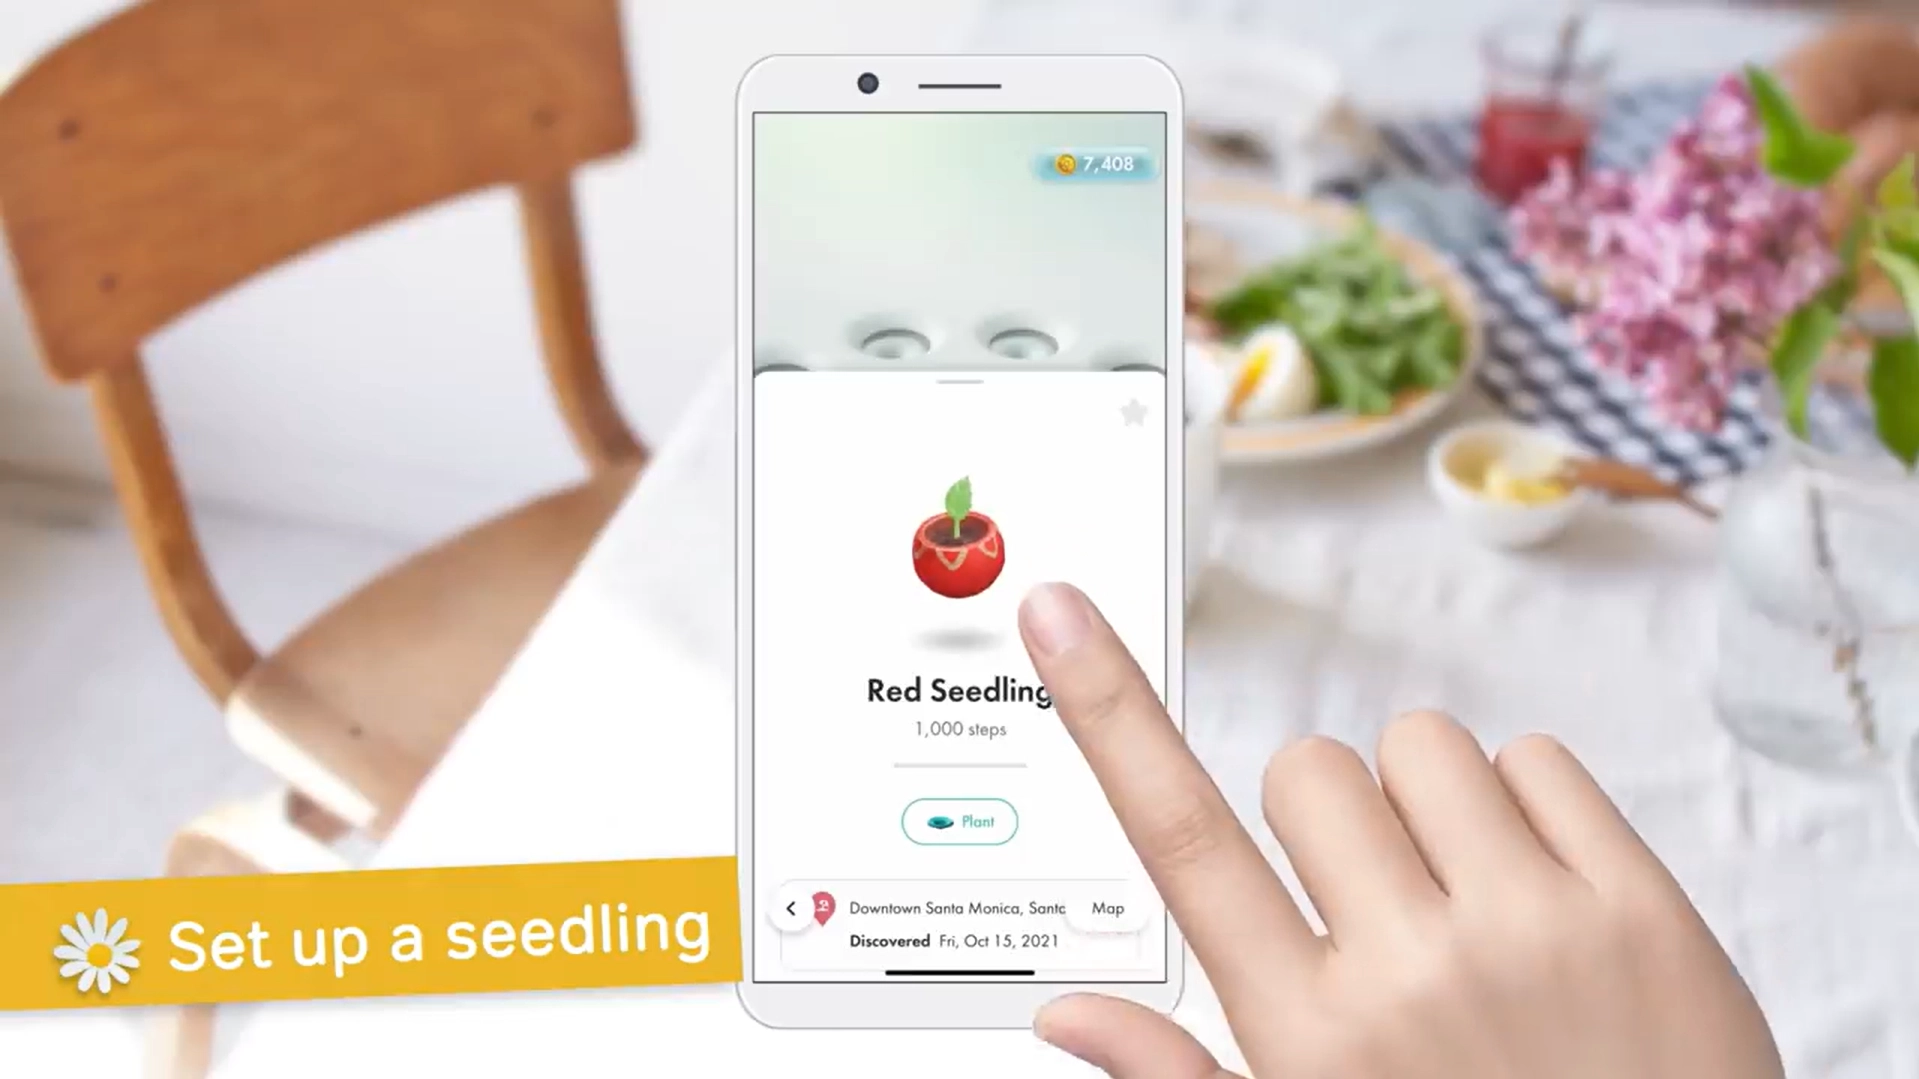 7,408
Red Seedling
1,000 steps
Plant
Downtown Santa Monica, Santa
Map
Discovered Fri, Oct 15, 2021
Set up a seedling